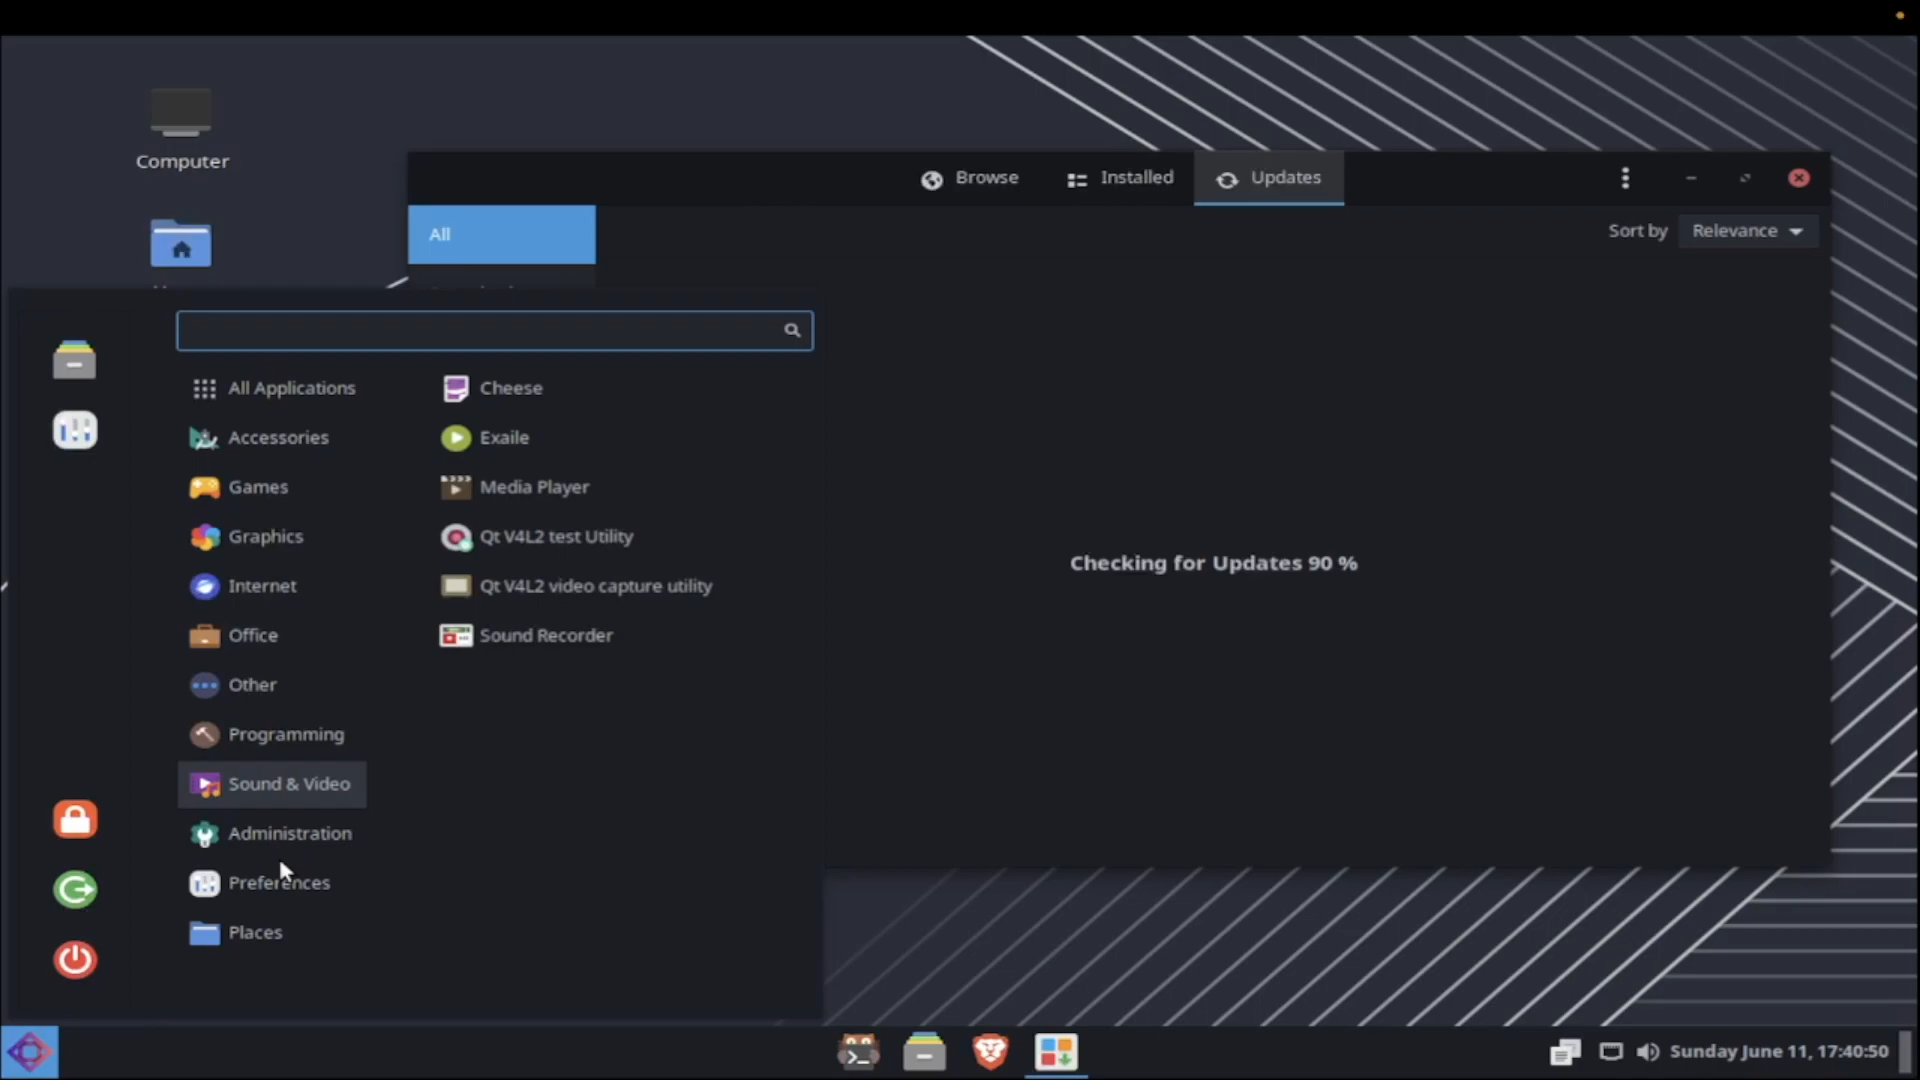 Computer
Browse
Installed
Updates
All
Sort by
Relevance
All Applications
Accessories
Games
Graphics
Internet
Office
Other
Programming
Sound & Video
Administration
Preferences
Places
Cheese
Exaile
Media Player
Qt V4L2 test Utility
Qt V4L2 video capture utility
Sound Recorder
Checking for Updates 90 %
Sunday June 11, 17:40:50